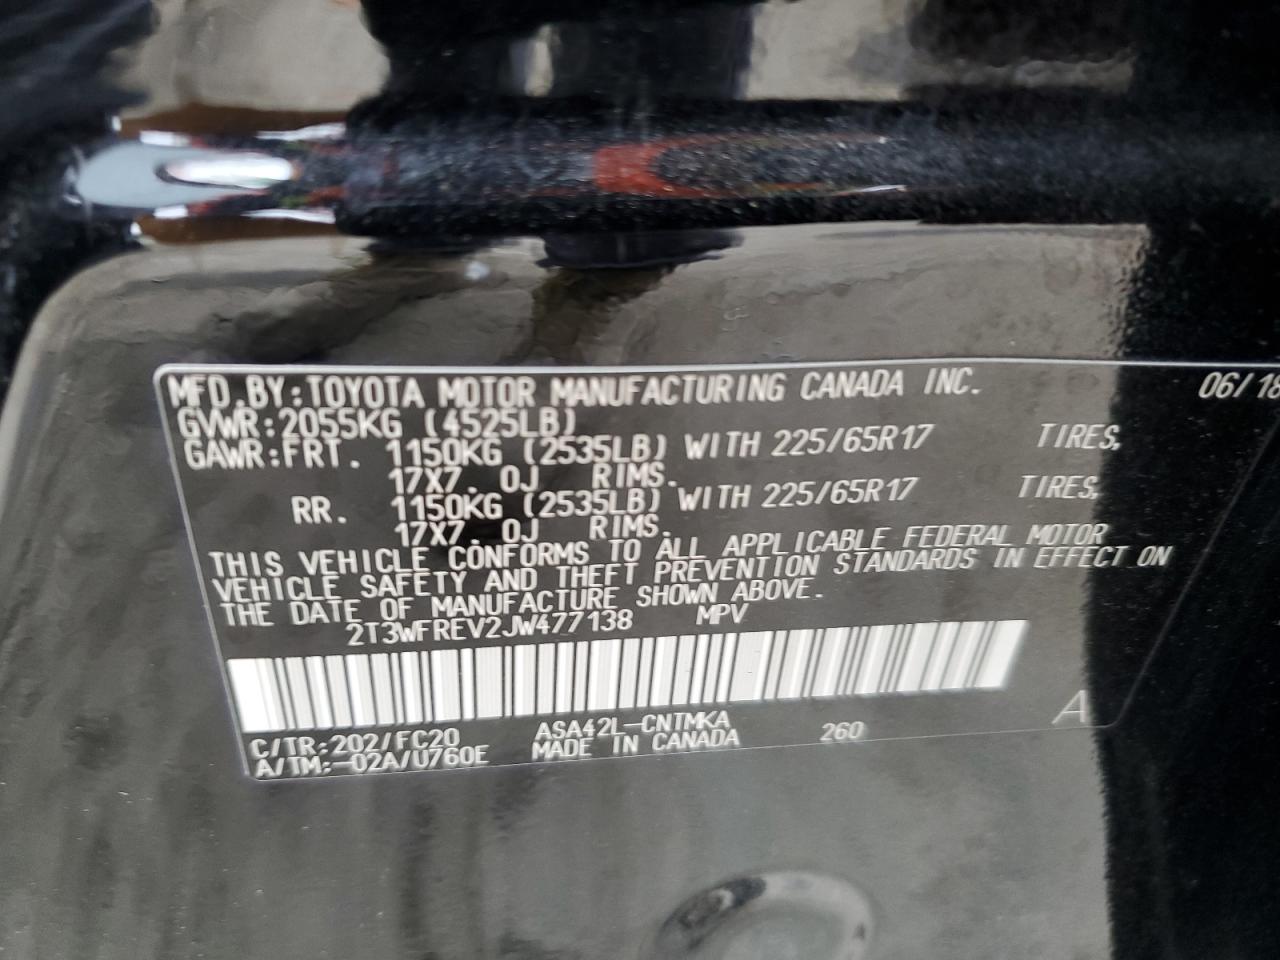 MFD.BY:TOYOTA MOTOR MANUFACTURING CANADA INC. 06/18
GVWR:2055KG (4525LB)
GAWR:FRT. 1150KG (2535LB) WITH 225/65R17 TIRES,
17X7.0J RIMS.
RR. 1150KG (2535LB) WITH 225/65R17 TIRES,
17X7.0J RIMS.
THIS VEHICLE CONFORMS TO ALL APPLICABLE FEDERAL MOTOR
VEHICLE SAFETY AND THEFT PREVENTION STANDARDS IN EFFECT ON
THE DATE OF MANUFACTURE SHOWN ABOVE.
2T3WFREV2JW477138 MPV
C/TR:202/FC20 ASA42L-CNTMKA 260 A
A/TM:-02A/U760E MADE IN CANADA